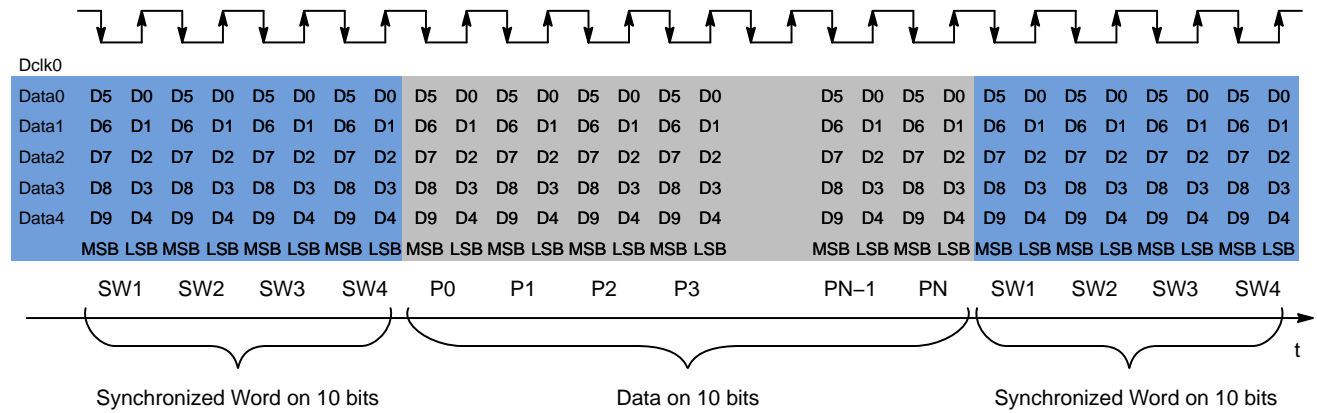 Dclk0
Data0 D5 D0 D5 D0 D5 D0 D5 D0 D5 D0 D5 D0 D5 D0 D5 D0 D5 D0 D5 D0 D5 D0 D5 D0 D5 D0 D5 D0
Data1 D6 D1 D6 D1 D6 D1 D6 D1 D6 D1 D6 D1 D6 D1 D6 D1 D6 D1 D6 D1 D6 D1 D6 D1 D6 D1 D6 D1
Data2 D7 D2 D7 D2 D7 D2 D7 D2 D7 D2 D7 D2 D7 D2 D7 D2 D7 D2 D7 D2 D7 D2 D7 D2 D7 D2 D7 D2
Data3 D8 D3 D8 D3 D8 D3 D8 D3 D8 D3 D8 D3 D8 D3 D8 D3 D8 D3 D8 D3 D8 D3 D8 D3 D8 D3 D8 D3
Data4 D9 D4 D9 D4 D9 D4 D9 D4 D9 D4 D9 D4 D9 D4 D9 D4 D9 D4 D9 D4 D9 D4 D9 D4 D9 D4 D9 D4
MSB LSB MSB LSB MSB LSB MSB LSB MSB LSB MSB LSB MSB LSB MSB LSB MSB LSB MSB LSB MSB LSB MSB LSB MSB LSB MSB LSB
SW1 SW2 SW3 SW4 P0 P1 P2 P3 PN–1 PN SW1 SW2 SW3 SW4
t
Synchronized Word on 10 bits Data on 10 bits Synchronized Word on 10 bits